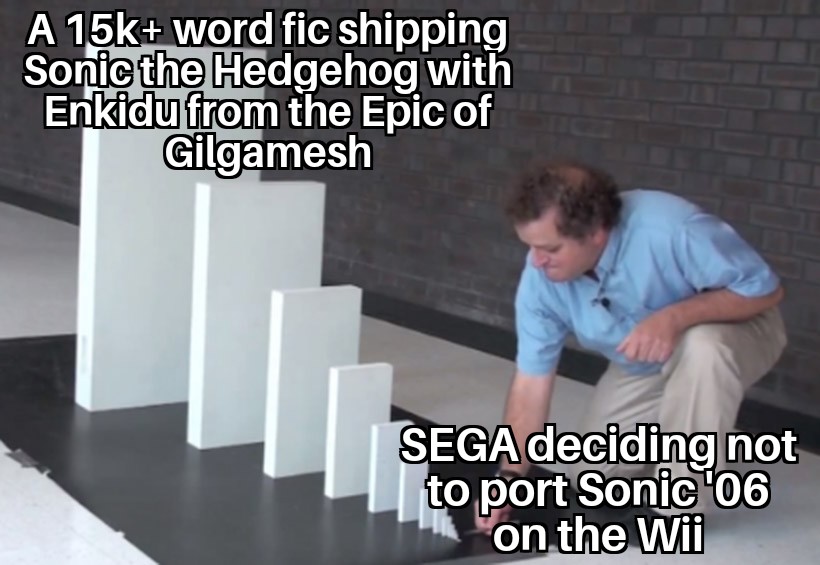 A 15k+ word fic shipping
Sonic the Hedgehog with
Enkidu from the Epic of
Gilgamesh
SEGA deciding not
to port Sonic '06
on the Wii